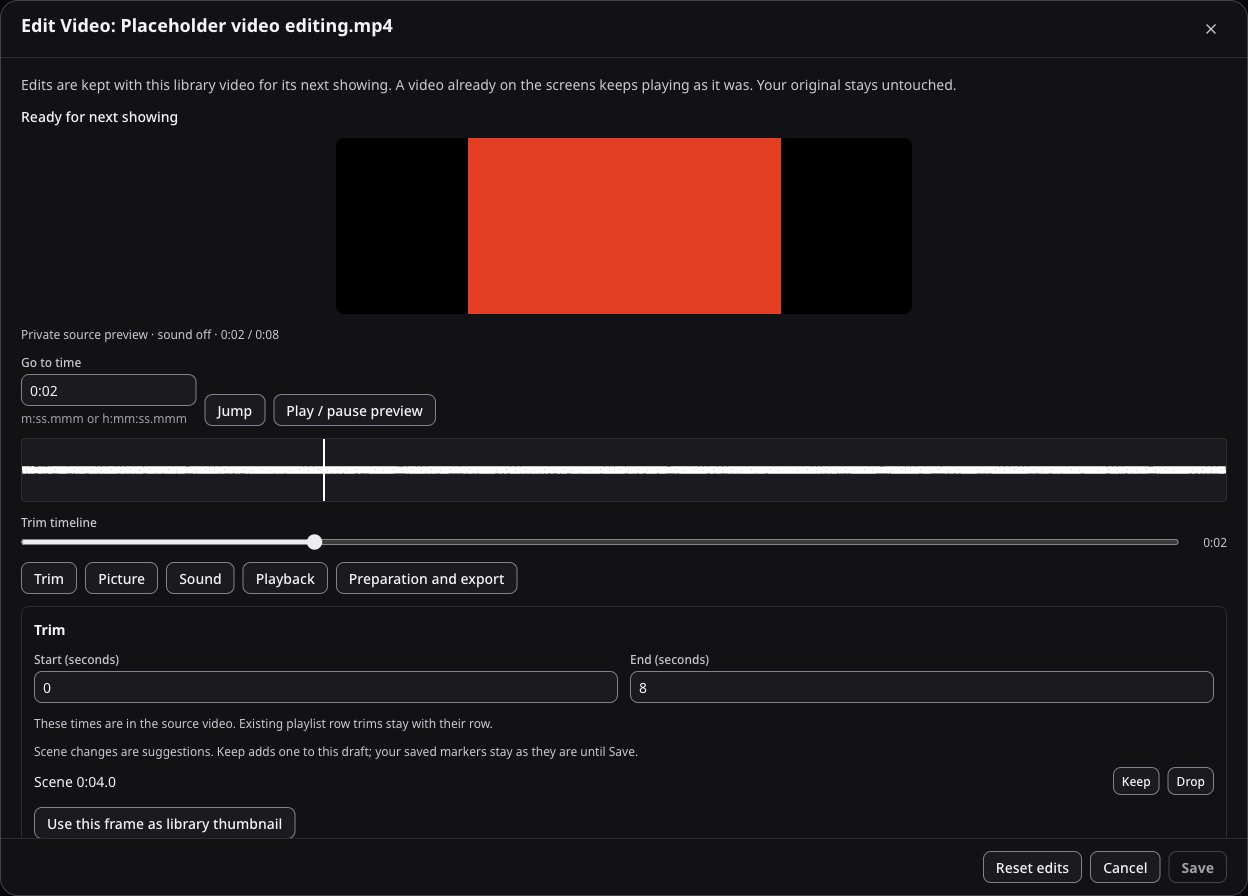 Edit Video: Placeholder video editing.mp4
Edits are kept with this library video for its next showing. A video already on the screens keeps playing as it was. Your original stays untouched.
Ready for next showing
Private source preview · sound off · 0:02 / 0:08
Go to time
0:02
Jump
Play / pause preview
m:ss.mmm or h:mm:ss.mmm
Trim timeline
0:02
Trim
Picture
Sound
Playback
Preparation and export
Trim
Start (seconds)
End (seconds)
0
8
These times are in the source video. Existing playlist row trims stay with their row.
Scene changes are suggestions. Keep adds one to this draft; your saved markers stay as they are until Save.
Scene 0:04.0
Keep
Drop
Use this frame as library thumbnail
Reset edits
Cancel
Save